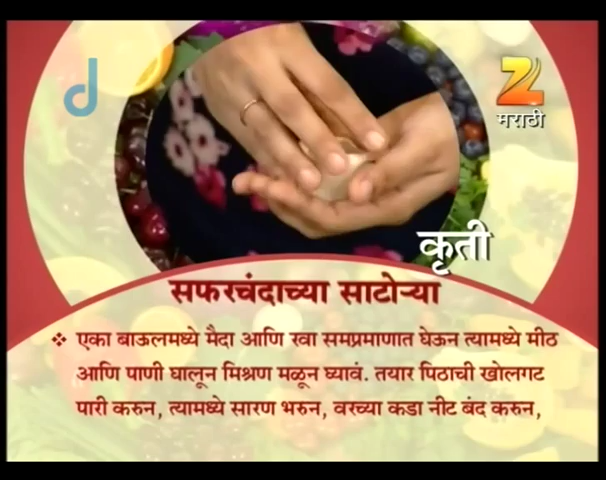 मराठी
कृती
सफरचंदाच्या साटोऱ्या
❖ एका बाऊलमध्ये मैदा आणि रवा समप्रमाणात घेऊन त्यामध्ये मीठ
आणि पाणी घालून मिश्रण मळून घ्यावं. तयार पिठाची खोलगट
पारी करुन, त्यामध्ये सारण भरुन, वरच्या कडा नीट बंद करुन,